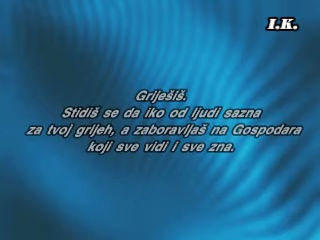 I.K.
Griješiš.
Stidiš se da iko od ljudi sazna
za tvoj grijeh, a zaboravljaš na Gospodara
koji sve vidi i sve zna.